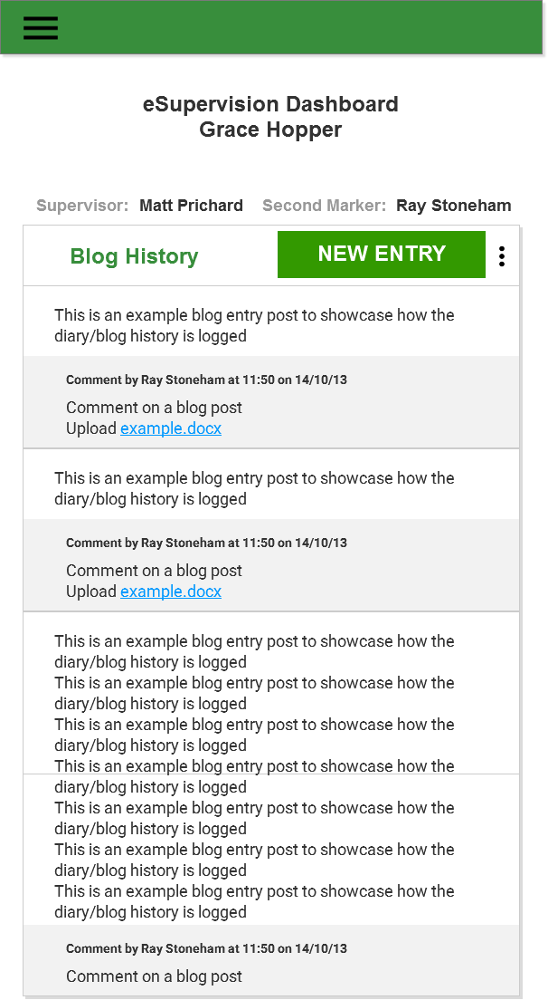 eSupervision Dashboard
Grace Hopper
Supervisor: Matt Prichard Second Marker: Ray Stoneham
Blog History NEW ENTRY
This is an example blog entry post to showcase how the
diary/blog history is logged
Comment by Ray Stoneham at 11:50 on 14/10/13
Comment on a blog post
Upload example.docx
This is an example blog entry post to showcase how the
diary/blog history is logged
Comment by Ray Stoneham at 11:50 on 14/10/13
Comment on a blog post
Upload example.docx
This is an example blog entry post to showcase how the
diary/blog history is logged
This is an example blog entry post to showcase how the
diary/blog history is logged
This is an example blog entry post to showcase how the
diary/blog history is logged
This is an example blog entry post to showcase how the
diary/blog history is logged
This is an example blog entry post to showcase how the
diary/blog history is logged
This is an example blog entry post to showcase how the
diary/blog history is logged
This is an example blog entry post to showcase how the
diary/blog history is logged
Comment by Ray Stoneham at 11:50 on 14/10/13
Comment on a blog post